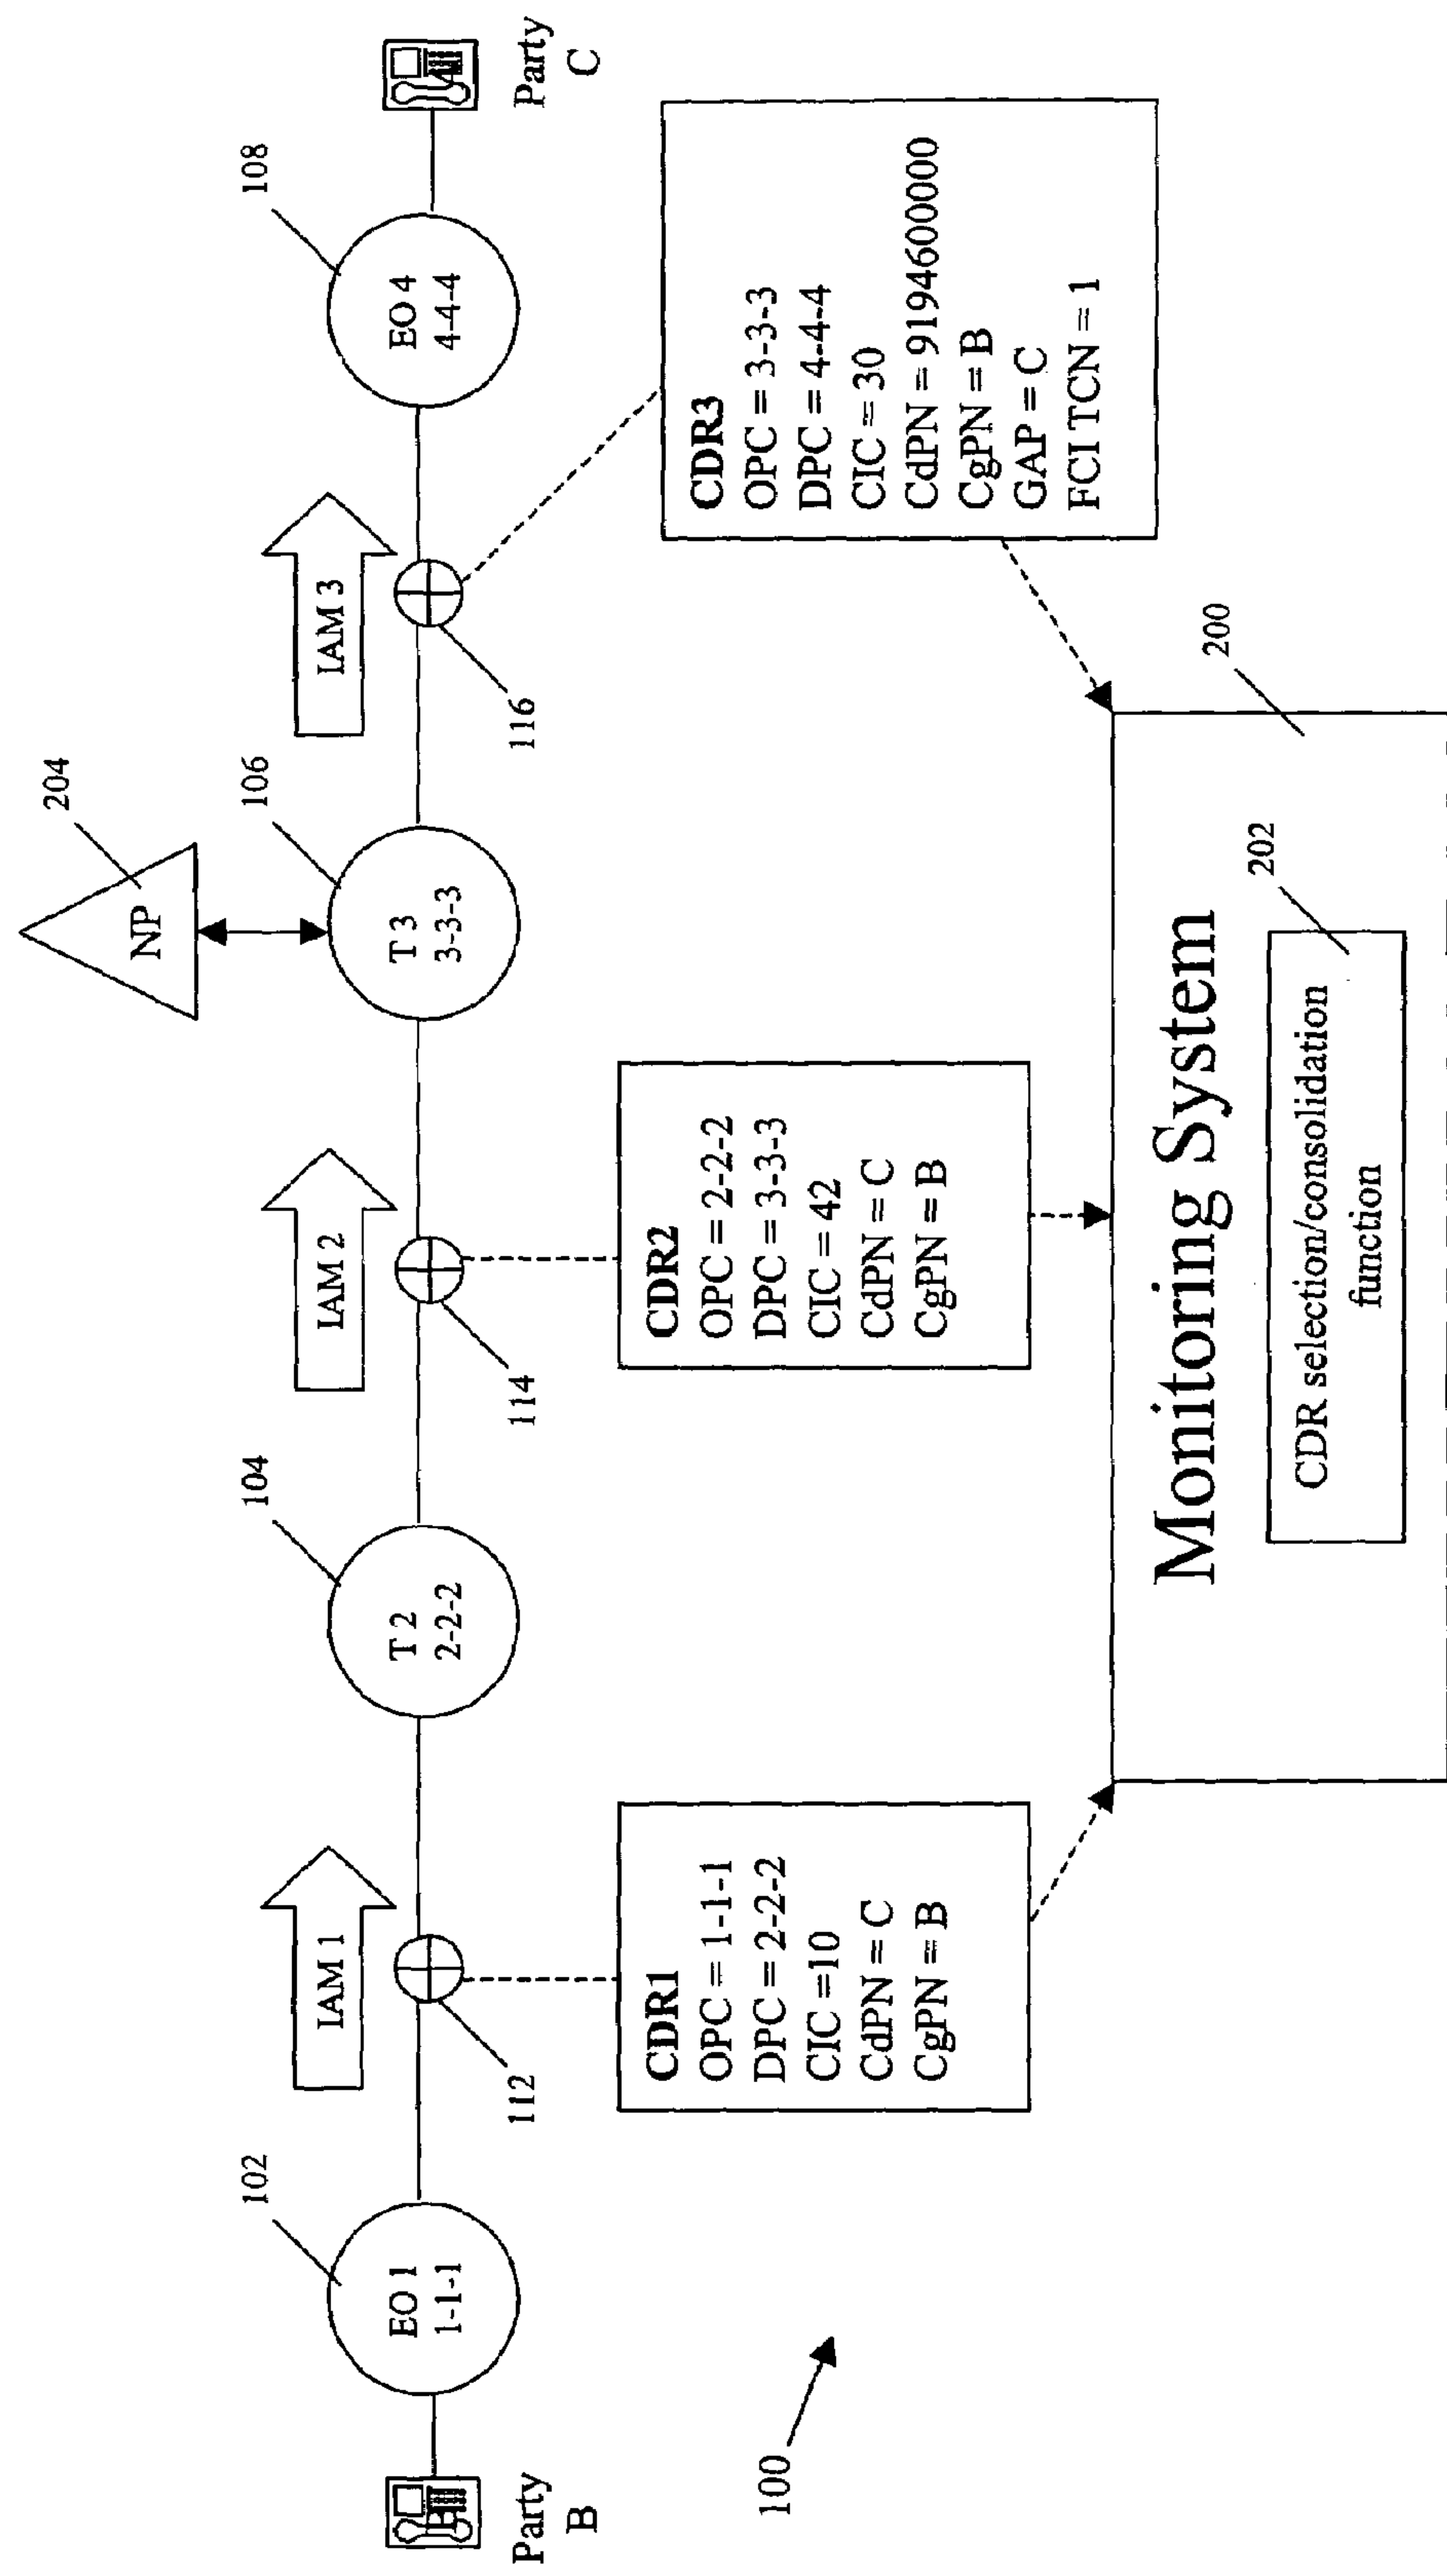 204
NP
102
104
106
108
IAM 1
IAM 2
IAM 3
EO 1
1-1-1
T 2
2-2-2
T 3
3-3-3
EO 4
4-4-4
Party
B
Party
C
112
114
116
CDR1
OPC = 1-1-1
DPC = 2-2-2
CIC =10
CdPN = C
CgPN = B
CDR2
OPC = 2-2-2
DPC = 3-3-3
CIC = 42
CdPN = C
CgPN = B
CDR3
OPC = 3-3-3
DPC = 4-4-4
CIC = 30
CdPN = 9194600000
CgPN = B
GAP = C
FCI TCN = 1
100
200
Monitoring System
202
CDR selection/consolidation
function